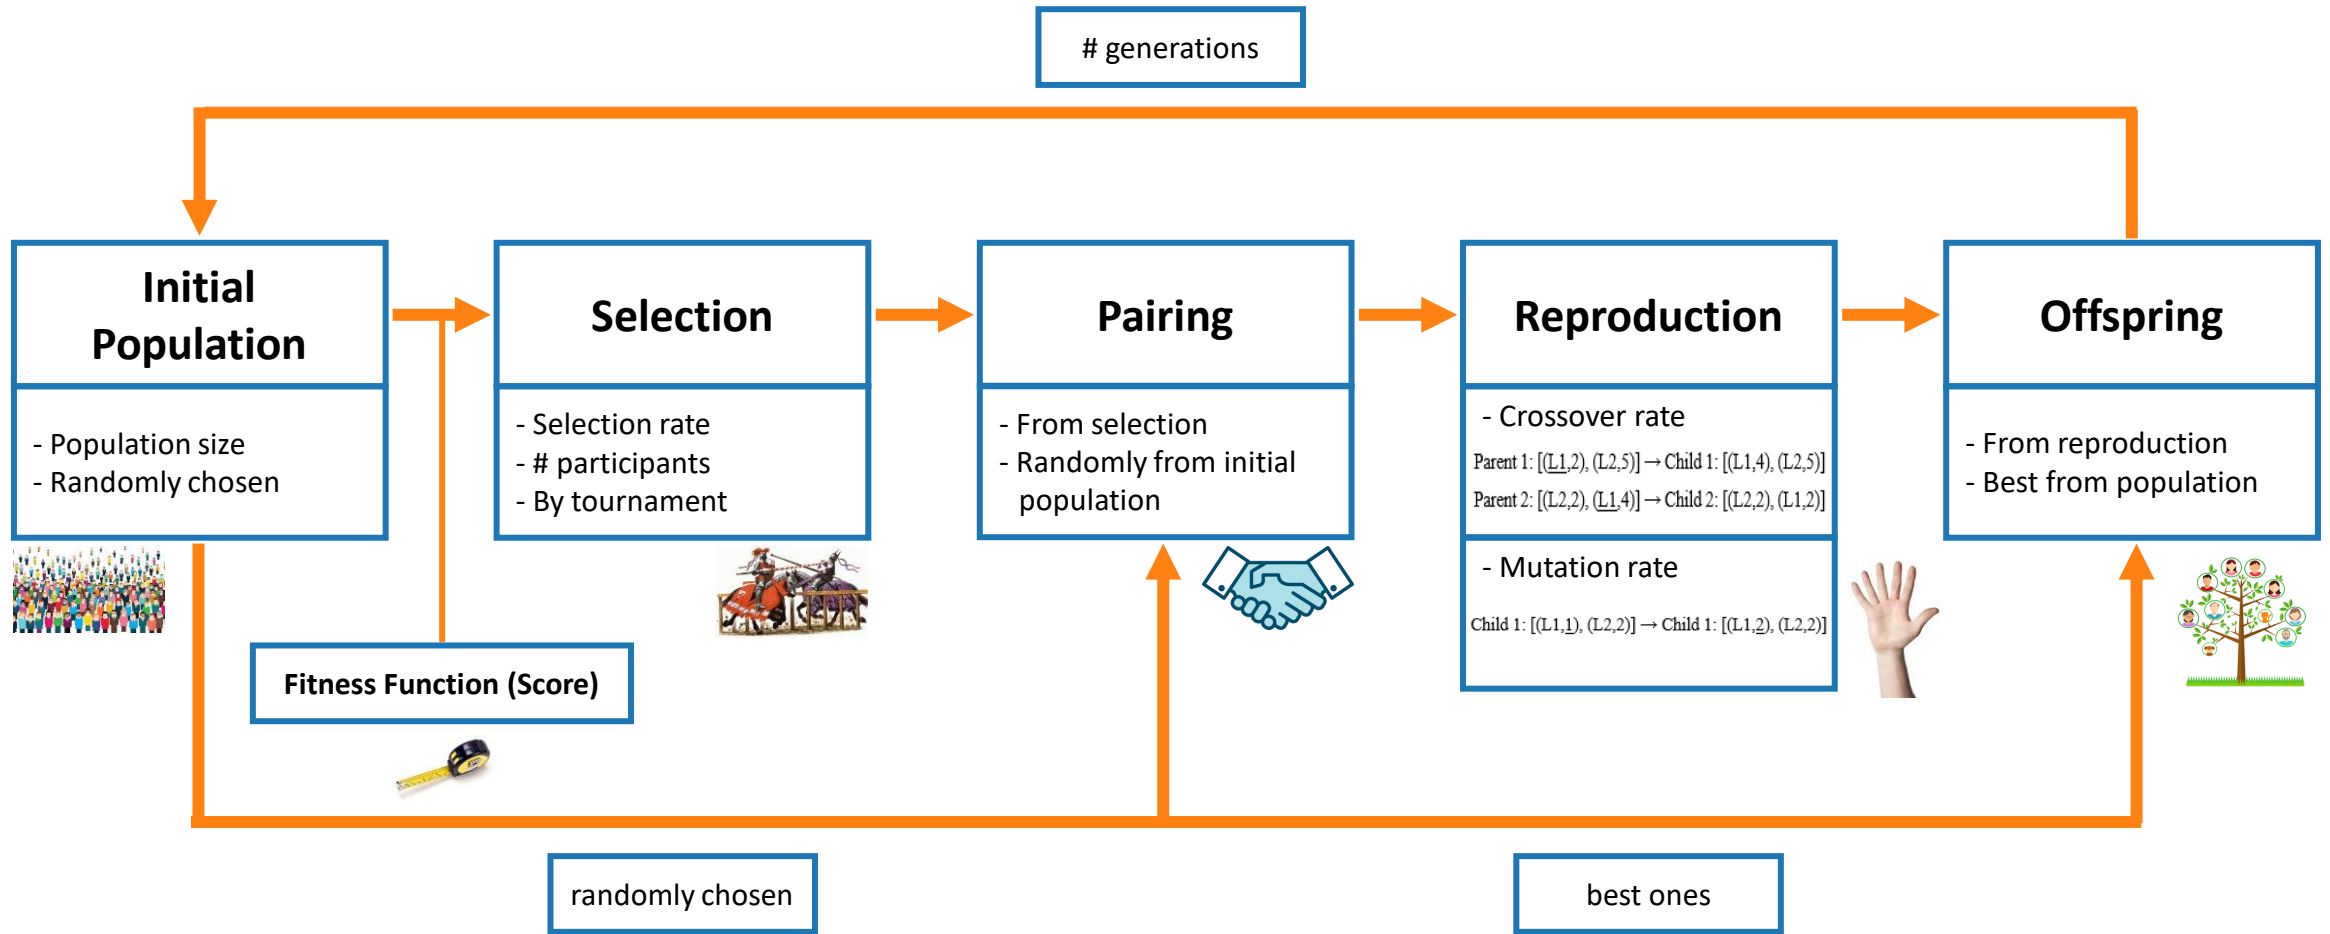 # generations
Initial
Population
- Population size
- Randomly chosen
Selection
- Selection rate
- # participants
- By tournament
Pairing
- From selection
- Randomly from initial
population
Reproduction
- Crossover rate
Parent 1: [(L1,2), (L2,5)] → Child 1: [(L1,4), (L2,5)]
Parent 2: [(L2,2), (L1,4)] → Child 2: [(L2,2), (L1,2)]
- Mutation rate
Child 1: [(L1,1), (L2,2)] → Child 1: [(L1,2), (L2,2)]
Offspring
- From reproduction
- Best from population
Fitness Function (Score)
randomly chosen
best ones